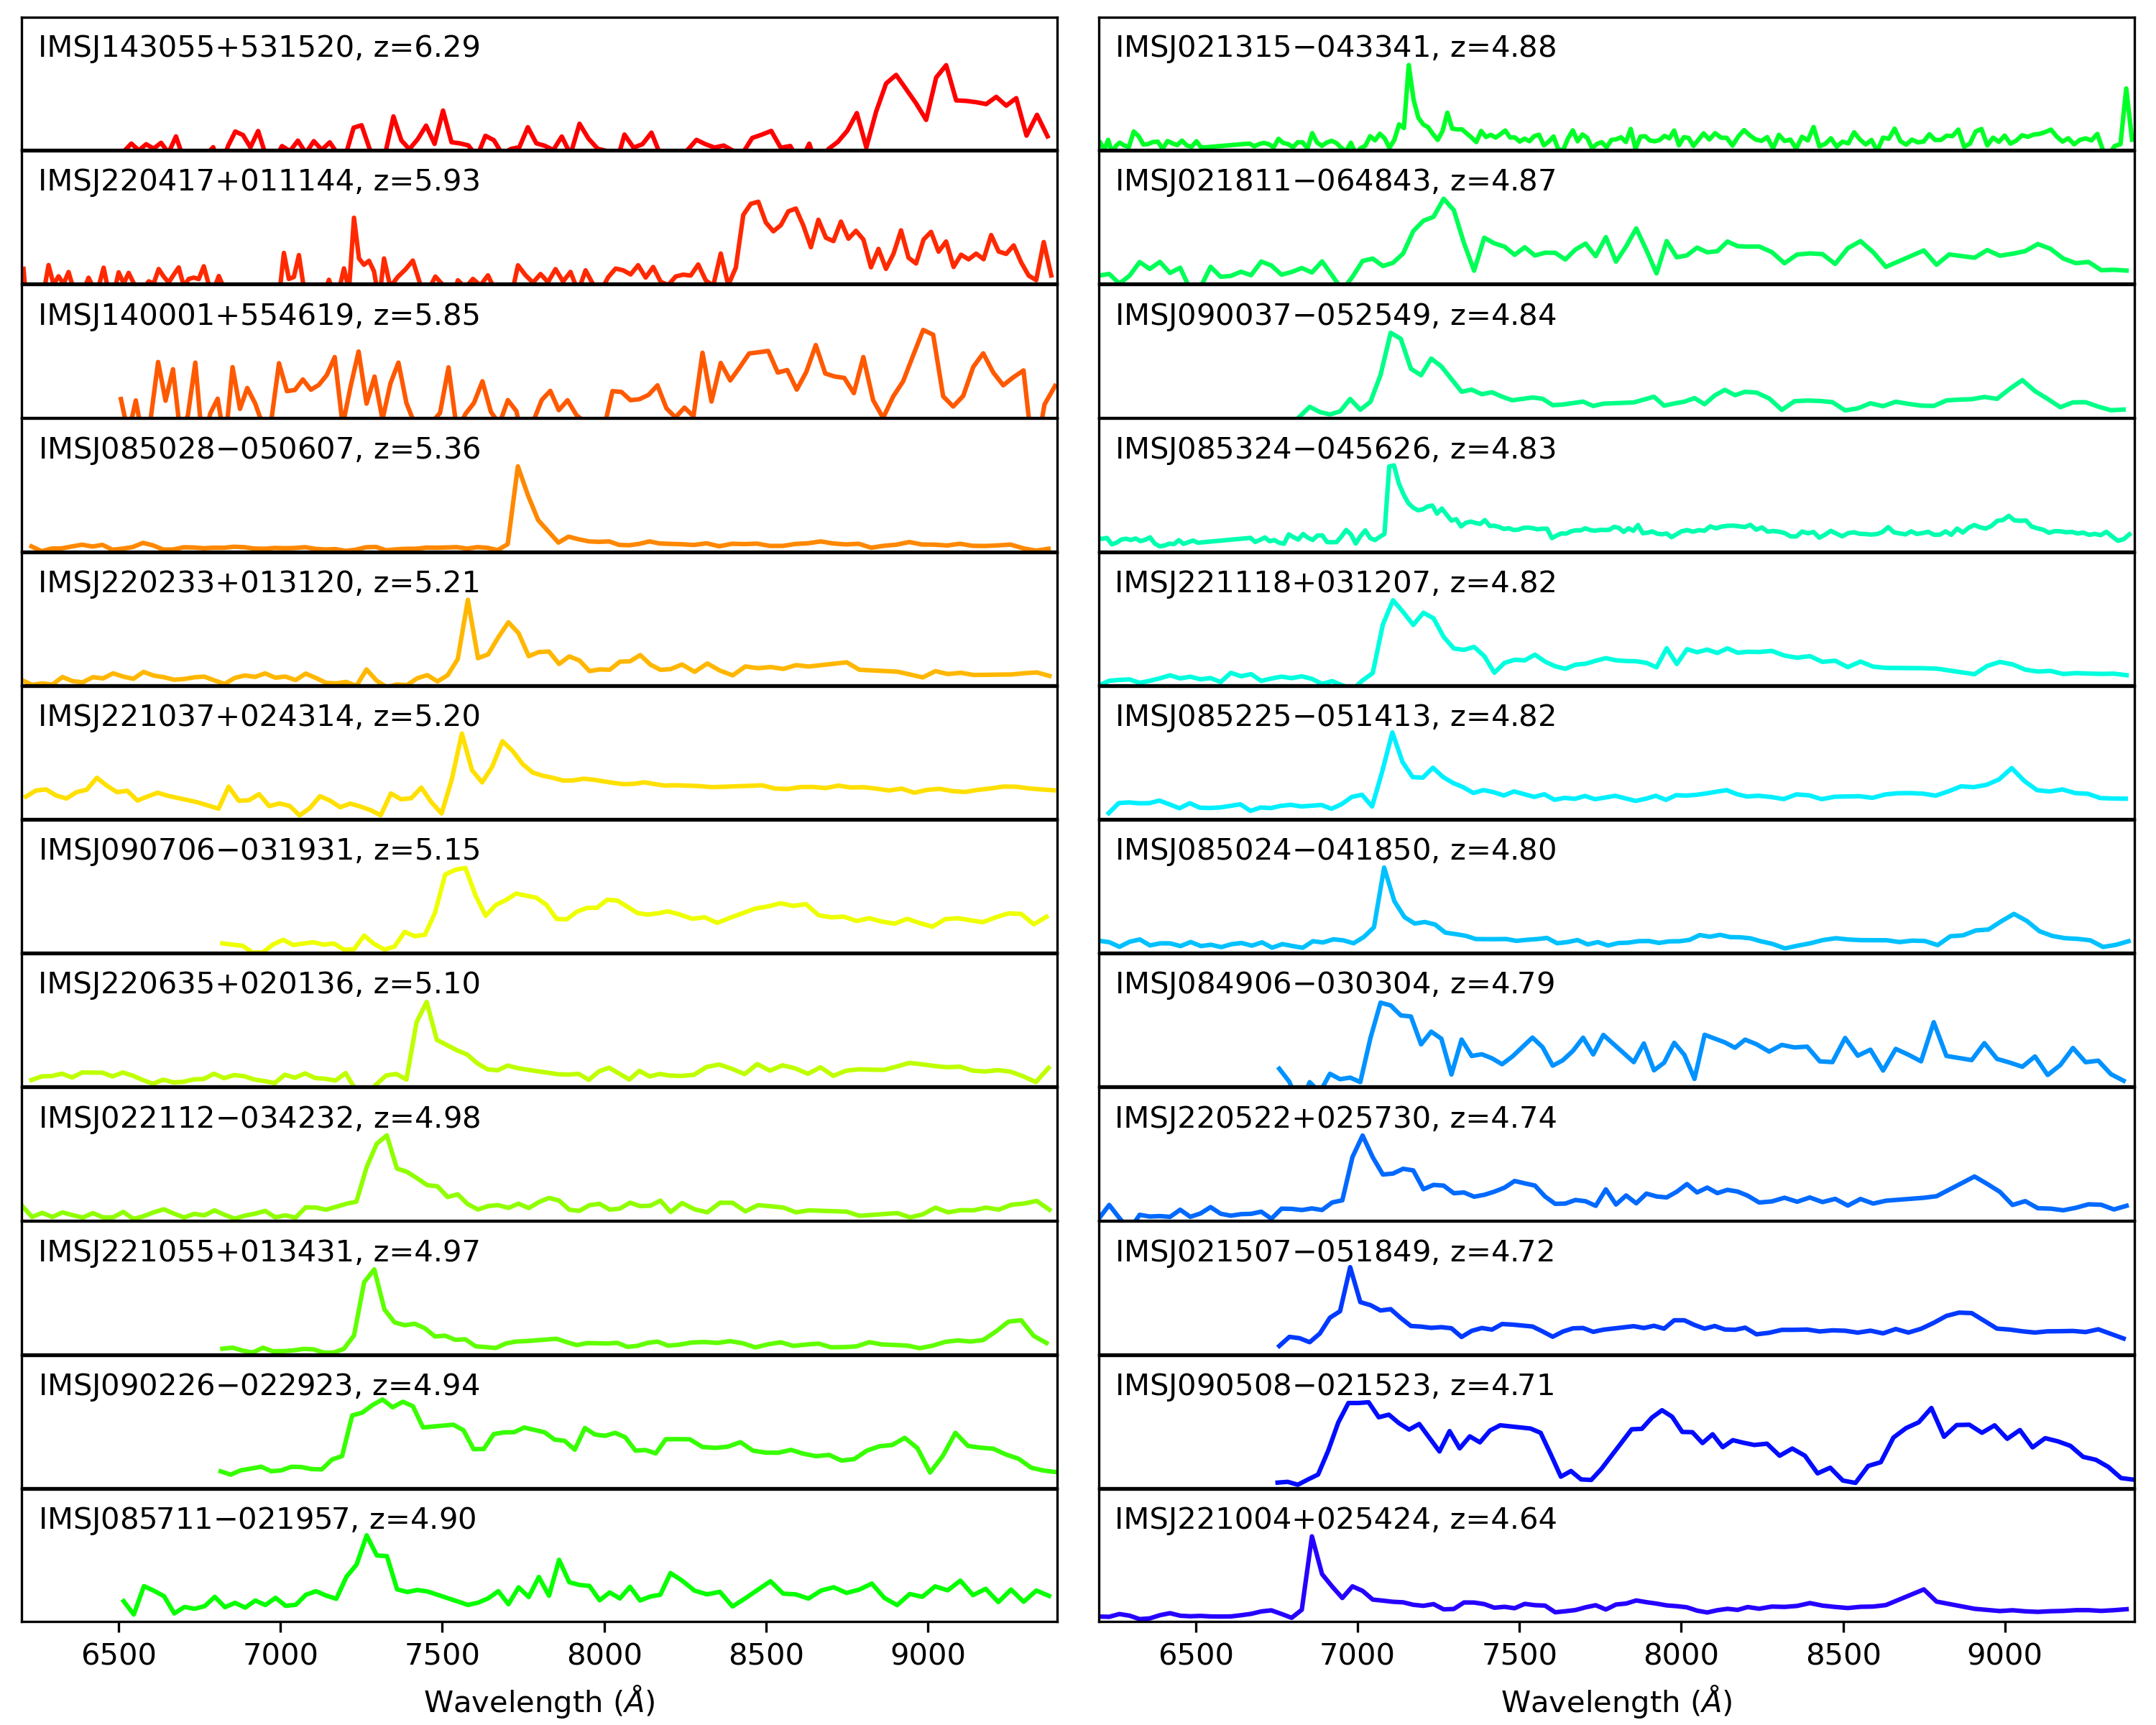 IMSJ143055+531520, z=6.29
IMSJ220417+011144, z=5.93
IMSJ140001+554619, z=5.85
IMSJ085028−050607, z=5.36
IMSJ220233+013120, z=5.21
IMSJ221037+024314, z=5.20
IMSJ090706−031931, z=5.15
IMSJ220635+020136, z=5.10
IMSJ022112−034232, z=4.98
IMSJ221055+013431, z=4.97
IMSJ090226−022923, z=4.94
IMSJ085711−021957, z=4.90
6500 7000 7500 8000 8500 9000
Wavelength (Å)
IMSJ021315−043341, z=4.88
IMSJ021811−064843, z=4.87
IMSJ090037−052549, z=4.84
IMSJ085324−045626, z=4.83
IMSJ221118+031207, z=4.82
IMSJ085225−051413, z=4.82
IMSJ085024−041850, z=4.80
IMSJ084906−030304, z=4.79
IMSJ220522+025730, z=4.74
IMSJ021507−051849, z=4.72
IMSJ090508−021523, z=4.71
IMSJ221004+025424, z=4.64
6500 7000 7500 8000 8500 9000
Wavelength (Å)